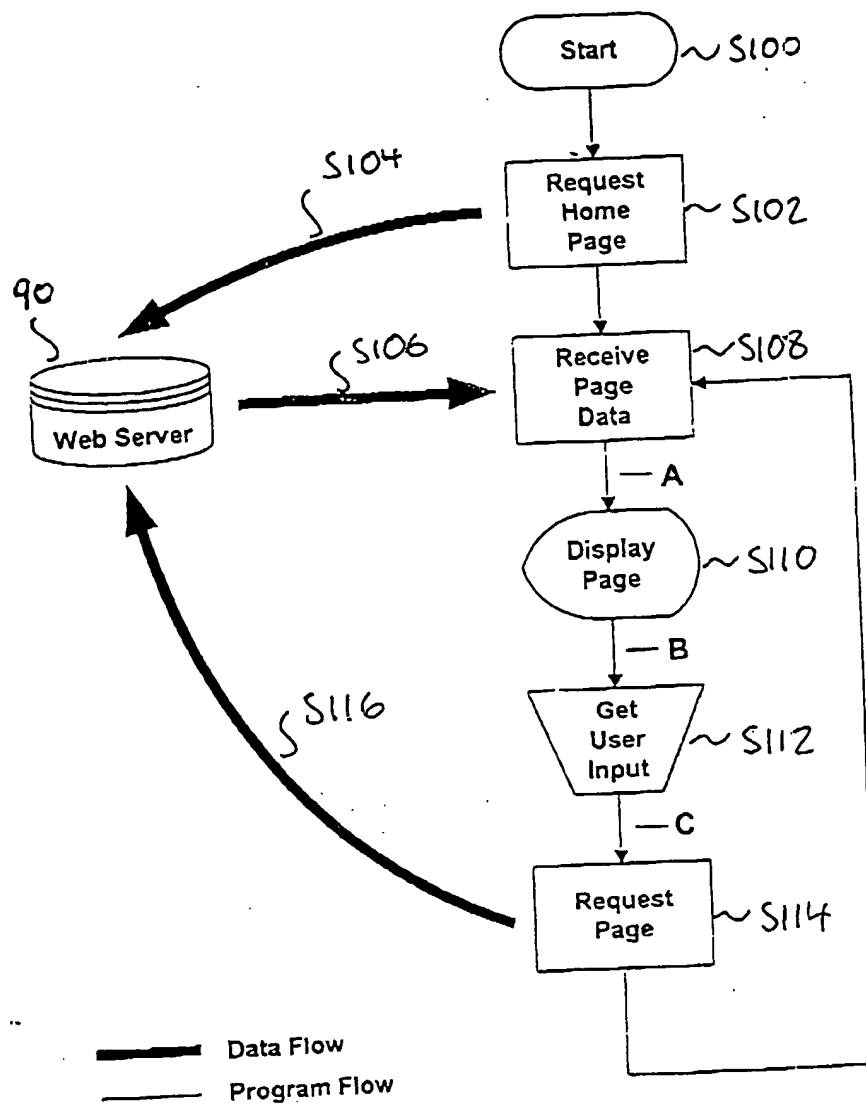 Start
S100
S104
Request
Home
Page
S102
90
S106
Receive
Page
Data
S108
Web Server
A
Display
Page
S110
B
S116
Get
User
Input
S112
C
Request
Page
S114
Data Flow
Program Flow